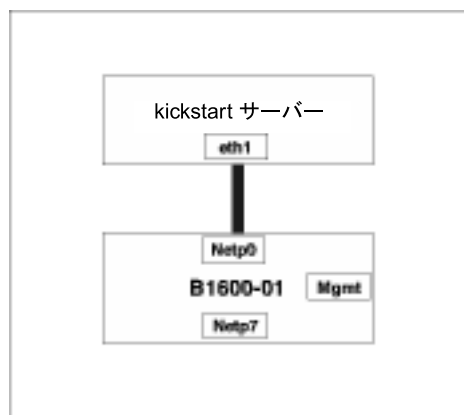 kickstart サーバー
eth1
Netp0
B1600-01
Mgmt
Netp7